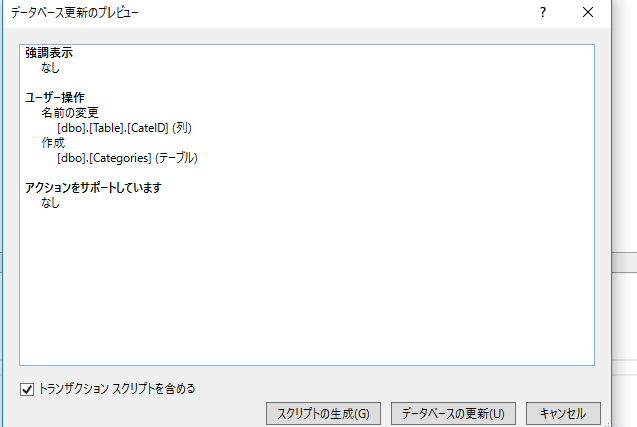 データベース更新のプレビュー
?
強調表示
なし
ユーザー操作
名前の変更
[dbo].[Table].[CateID] (列)
作成
[dbo].[Categories] (テーブル)
アクションをサポートしています
なし
トランザクション スクリプトを含める
スクリプトの生成(G) データベースの更新(U) キャンセル